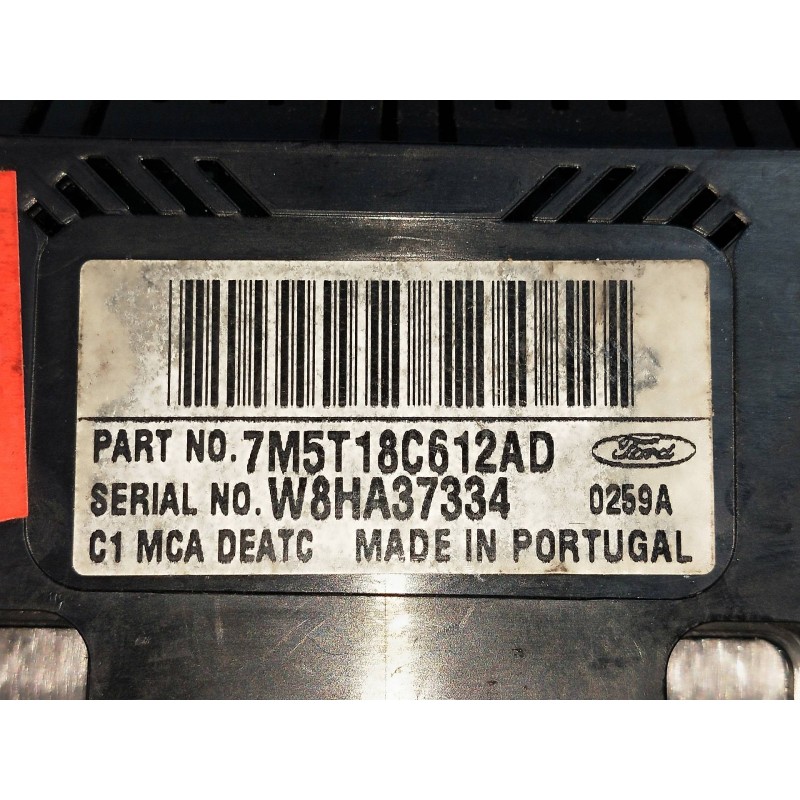 PART NO. 7M5T18C612AD Ford
SERIAL NO. W8HA37334 0259A
C1 MCA DEATC MADE IN PORTUGAL